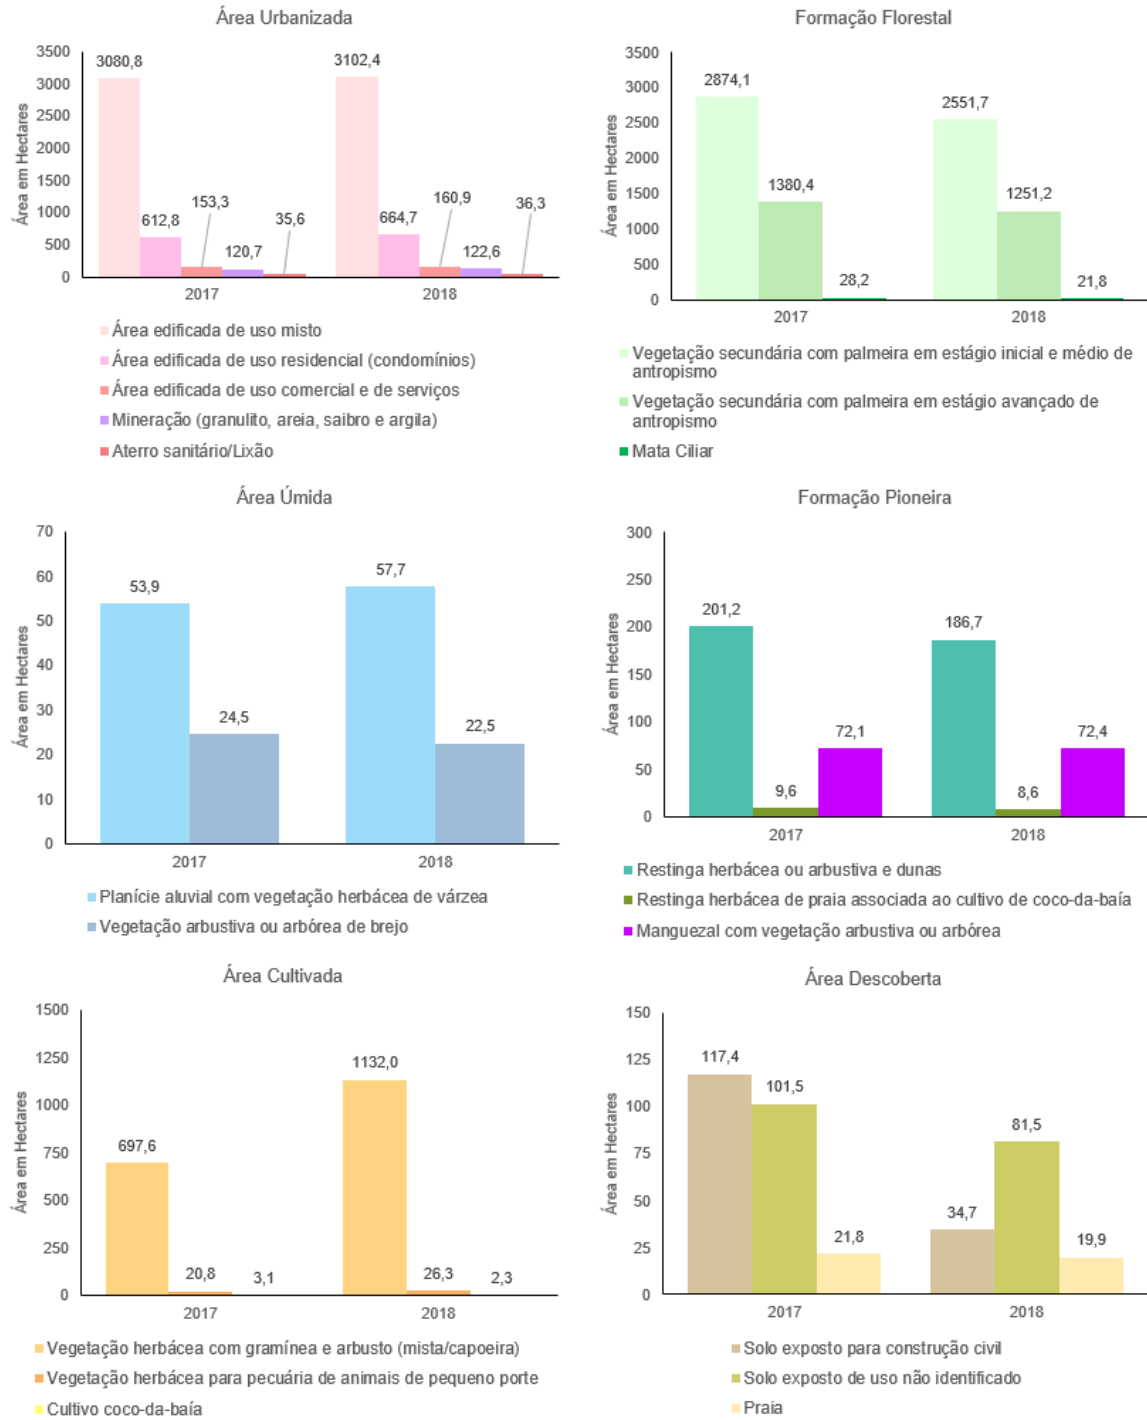 Área Urbanizada
Área em Hectares
3500
3000
2500
2000
1500
1000
500
0
3080,8
612,8
153,3
120,7
35,6
3102,4
664,7
160,9
122,6
36,3
2017
2018
Área edificada de uso misto
Área edificada de uso residencial (condomínios)
Área edificada de uso comercial e de serviços
Mineração (granulito, areia, saibro e argila)
Aterro sanitário/Lixão
Formação Florestal
Área em Hectares
3500
3000
2500
2000
1500
1000
500
0
2874,1
1380,4
28,2
2551,7
1251,2
21,8
2017
2018
Vegetação secundária com palmeira em estágio inicial e médio de
antropismo
Vegetação secundária com palmeira em estágio avançado de
antropismo
Mata Ciliar
Área Úmida
Área em Hectares
70
60
50
40
30
20
10
0
53,9
24,5
57,7
22,5
2017
2018
Planície aluvial com vegetação herbácea de várzea
Vegetação arbustiva ou arbórea de brejo
Formação Pioneira
Área em Hectares
300
250
200
150
100
50
0
201,2
9,6
72,1
186,7
8,6
72,4
2017
2018
Restinga herbácea ou arbustiva e dunas
Restinga herbácea de praia associada ao cultivo de coco-da-baía
Manguezal com vegetação arbustiva ou arbórea
Área Cultivada
Área em Hectares
1500
1250
1000
750
500
250
0
697,6
20,8
3,1
1132,0
26,3
2,3
2017
2018
Vegetação herbácea com gramínea e arbusto (mista/capoeira)
Vegetação herbácea para pecuária de animais de pequeno porte
Cultivo coco-da-baía
Área Descoberta
Área em Hectares
150
125
100
75
50
25
0
117,4
101,5
21,8
34,7
81,5
19,9
2017
2018
Solo exposto para construção civil
Solo exposto de uso não identificado
Praia